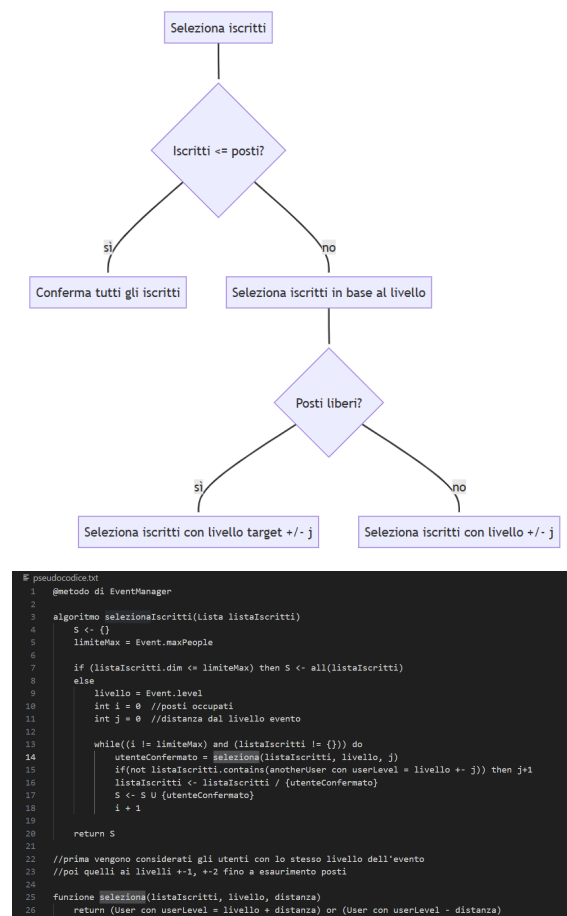 Seleziona iscritti
Iscritti <= posti?
sì
no
Conferma tutti gli iscritti
Seleziona iscritti in base al livello
Posti liberi?
sì
no
Seleziona iscritti con livello target +/- j
Seleziona iscritti con livello +/- j
pseudocodice.txt
1 @metodo di EventManager
2
3 algoritmo selezionaIscritti(Lista listaIscritti)
4 S <- {}
5 limiteMax = Event.maxPeople
6
7 if (listaIscritti.dim <= limiteMax) then S <- all(listaIscritti)
8 else
9 livello = Event.level
10 int i = 0 //posti occupati
11 int j = 0 //distanza dal livello evento
12
13 while((i != limiteMax) and (listaIscritti != {})) do
14 utenteConfermato = seleziona(listaIscritti, livello, j)
15 if(not listaIscritti.contains(anotherUser con userLevel = livello +- j)) then j+1
16 listaIscritti <- listaIscritti / {utenteConfermato}
17 S <- S U {utenteConfermato}
18 i + 1
19
20 return S
21
22 //prima vengono considerati gli utenti con lo stesso livello dell'evento
23 //poi quelli ai livelli +-1, +-2 fino a esaurimento posti
24
25 funzione seleziona(listaIscritti, livello, distanza)
26 return (User con userLevel = livello + distanza) or (User con userLevel - distanza)